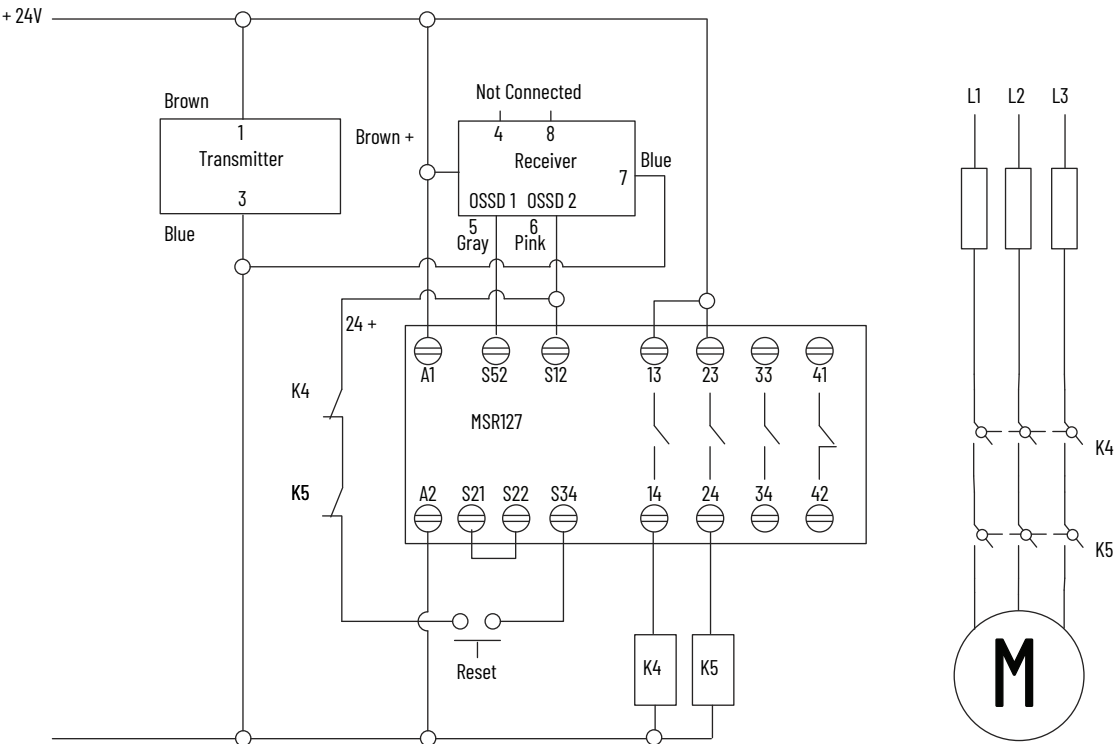 + 24V
Brown
1
Transmitter
3
Blue
Not Connected
4 8
Brown +
Receiver
7
Blue
OSSD 1 OSSD 2
5 6
Gray Pink
24 +
K4
K5
A1 S52 S12 13 23 33 41
MSR127
A2 S21 S22 S34 14 24 34 42
Reset
K4 K5
L1 L2 L3
K4
K5
M